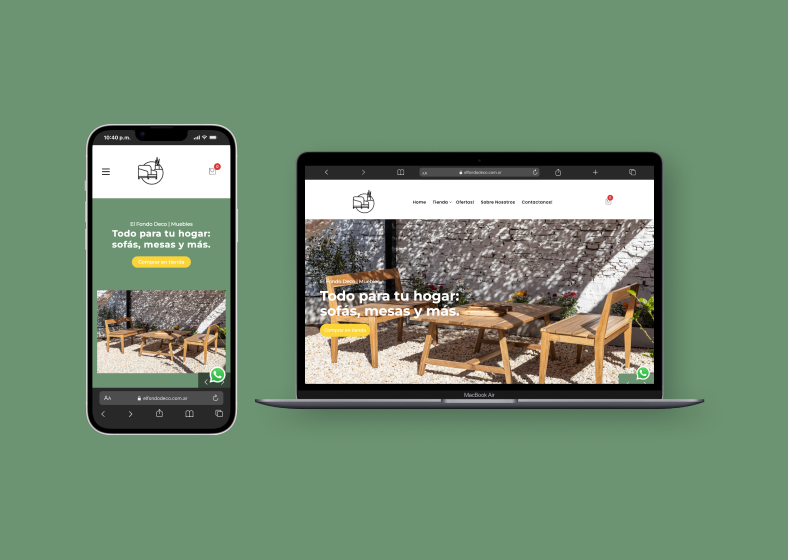 10:40 p.m.
El Fondo Deco | Muebles
Todo para tu hogar:
sofás, mesas y más.
Comprar en tienda
AA
elfondodeco.com.ar
AA
elfondodeco.com.ar
Home Tienda Ofertas! Sobre Nosotros Contactanos!
El Fondo Deco | Muebles
Todo para tu hogar:
sofás, mesas y más.
Comprar en tienda
MacBook Air